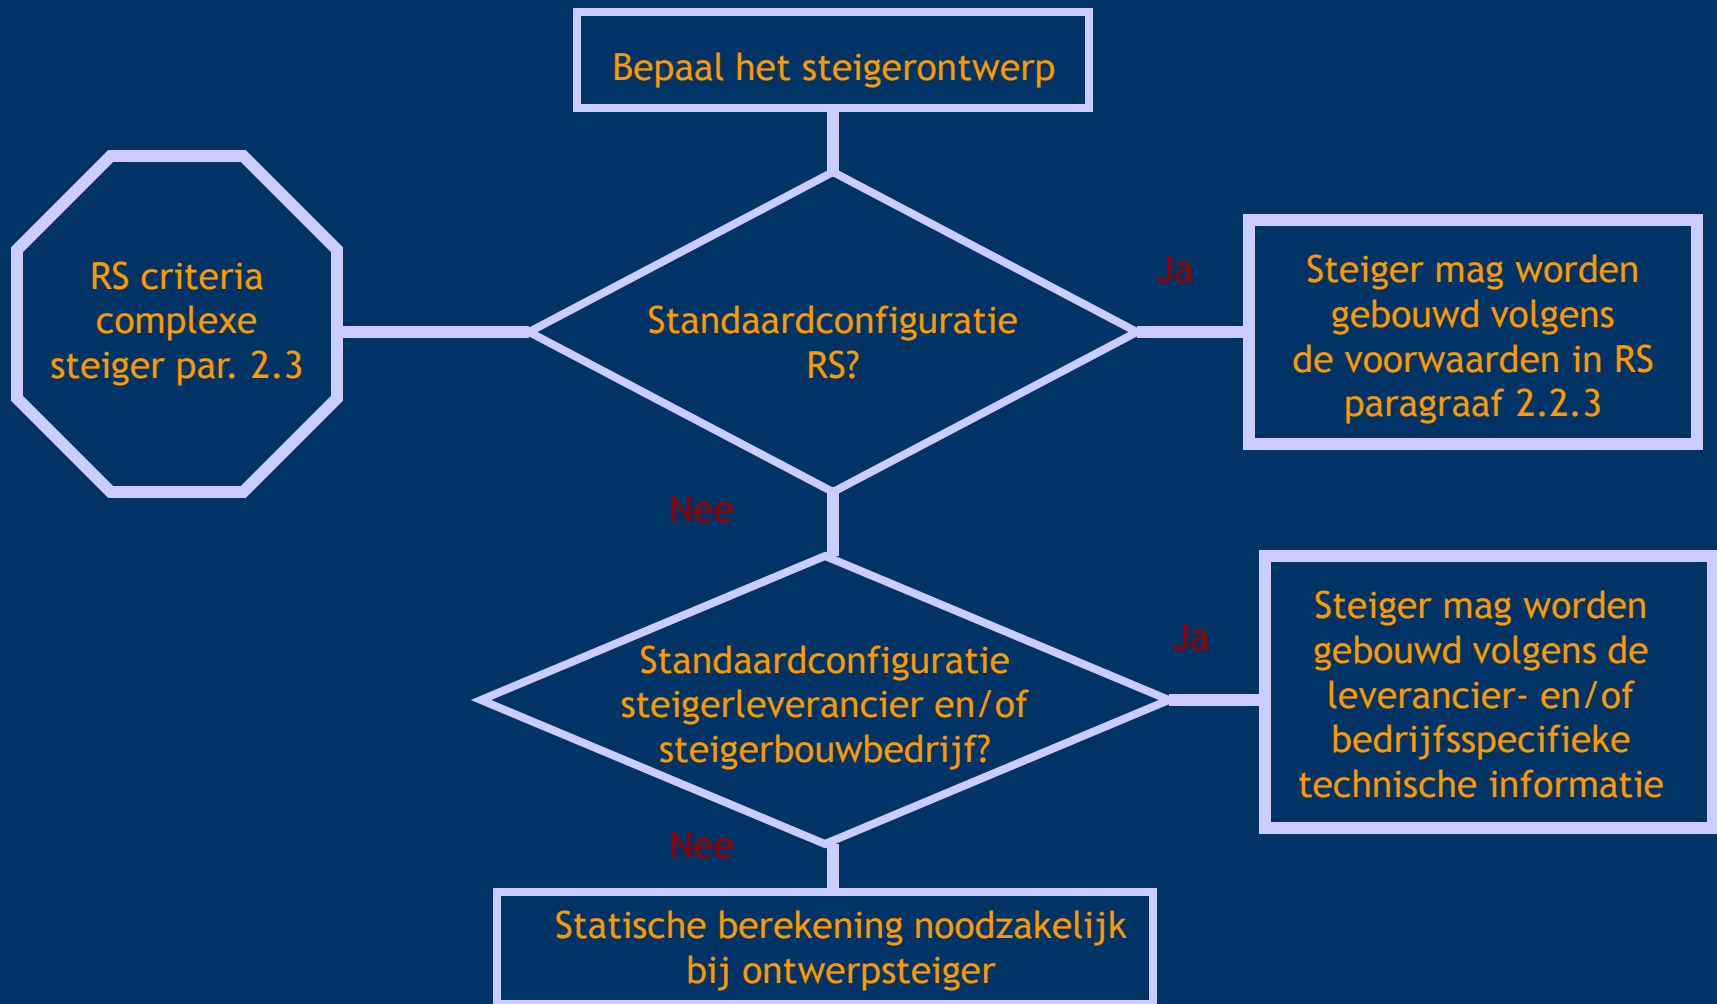 Bepaal het steigerontwerp
RS criteria
complexe
steiger par. 2.3
Standaardconfiguratie
RS?
Ja
Steiger mag worden
gebouwd volgens
de voorwaarden in RS
paragraaf 2.2.3
Nee
Standaardconfiguratie
steigerleverancier en/of
steigerbouwbedrijf?
Ja
Steiger mag worden
gebouwd volgens de
leverancier- en/of
bedrijfsspecifieke
technische informatie
Nee
Statische berekening noodzakelijk
bij ontwerpsteiger